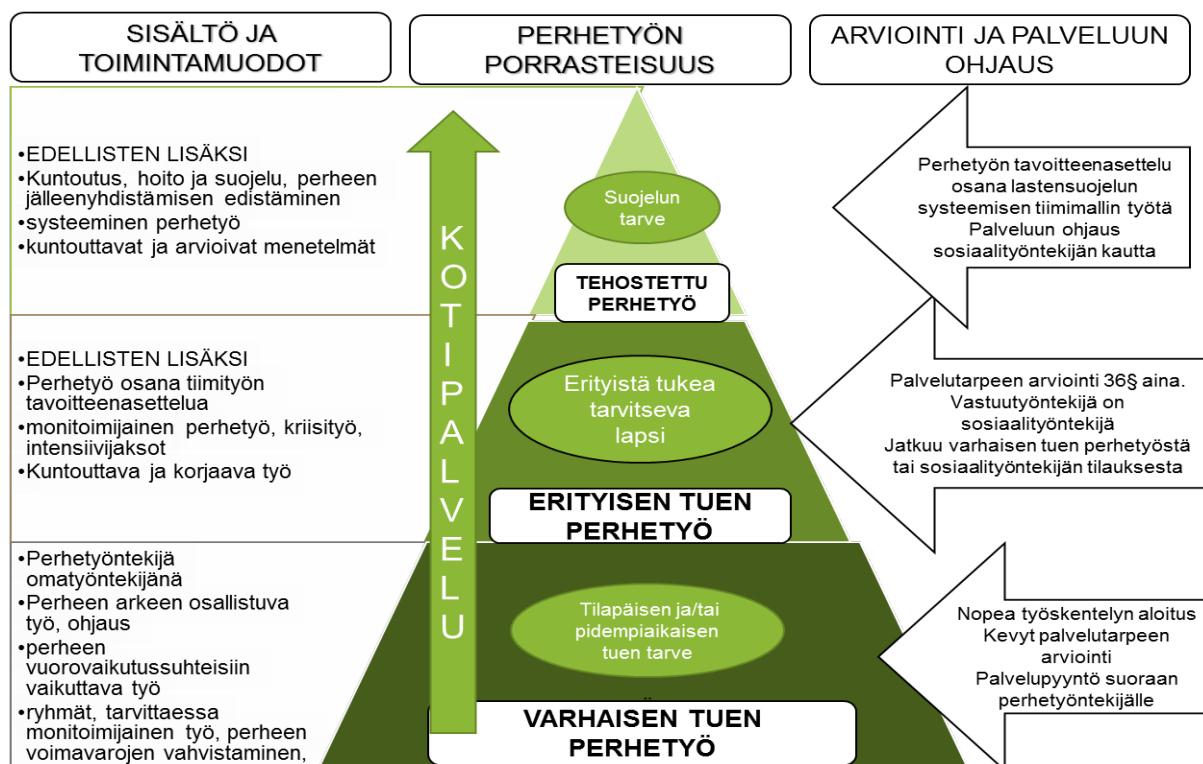 SISÄLTÖ JA
TOIMINTAMUODOT
PERHETYÖN
PORRASTEISUUS
ARVIOINTI JA PALVELUUN
OHJAUS
•EDELLISTEN LISÄKSI
•Kuntoutus, hoito ja suojelu, perheen
jälleenyhdistämisen edistäminen
•systeeminen perhetyö
•kuntouttavat ja arvioivat menetelmät
Suojelun
tarve
TEHOSTETTU
PERHETYÖ
Perhetyön tavoitteenasettelu
osana lastensuojelun
systeemisen tiimimallin työtä
Palveluun ohjaus
sosiaalityöntekijän kautta
KOTIPALVELU
•EDELLISTEN LISÄKSI
•Perhetyö osana tiimityön
tavoitteenasettelua
•monitoimijainen perhetyö, kriisityö,
intensiivijaksot
•Kuntouttava ja korjaava työ
Erityistä tukea
tarvitseva
lapsi
ERITYISEN TUEN
PERHETYÖ
Palvelutarpeen arviointi 36§ aina.
Vastuutyöntekijä on
sosiaalityöntekijä
Jatkuu varhaisen tuen perhetyöstä
tai sosiaalityöntekijän tilauksesta
•Perhetyöntekijä
omatyöntekijänä
•Perheen arkeen osallistuva
työ, ohjaus
•perheen
vuorovaikutussuhteisiin
vaikuttava työ
•ryhmät, tarvittaessa
monitoimijainen työ, perheen
voimavarojen vahvistaminen,
Tilapäisen ja/tai
pidempiaikaisen
tuen tarve
VARHAISEN TUEN
PERHETYÖ
Nopea työskentelyn aloitus
Kevyt palvelutarpeen
arviointi
Palvelupyyntö suoraan
perhetyöntekijälle